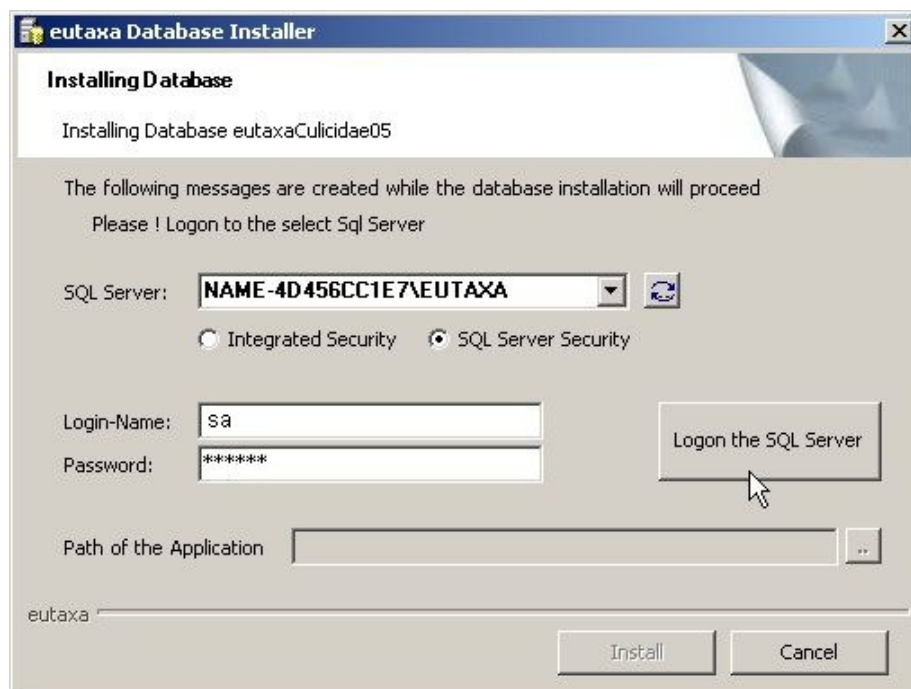 eutaxa Database Installer
Installing Database
Installing Database eutaxaCulicidae05
The following messages are created while the database installation will proceed
Please ! Logon to the select Sql Server
SQL Server: NAME-4D456CC1E7\EUTAXA
Integrated Security SQL Server Security
Login-Name: sa
Logon the SQL Server
Password: ******
Path of the Application ..
eutaxa
Install Cancel